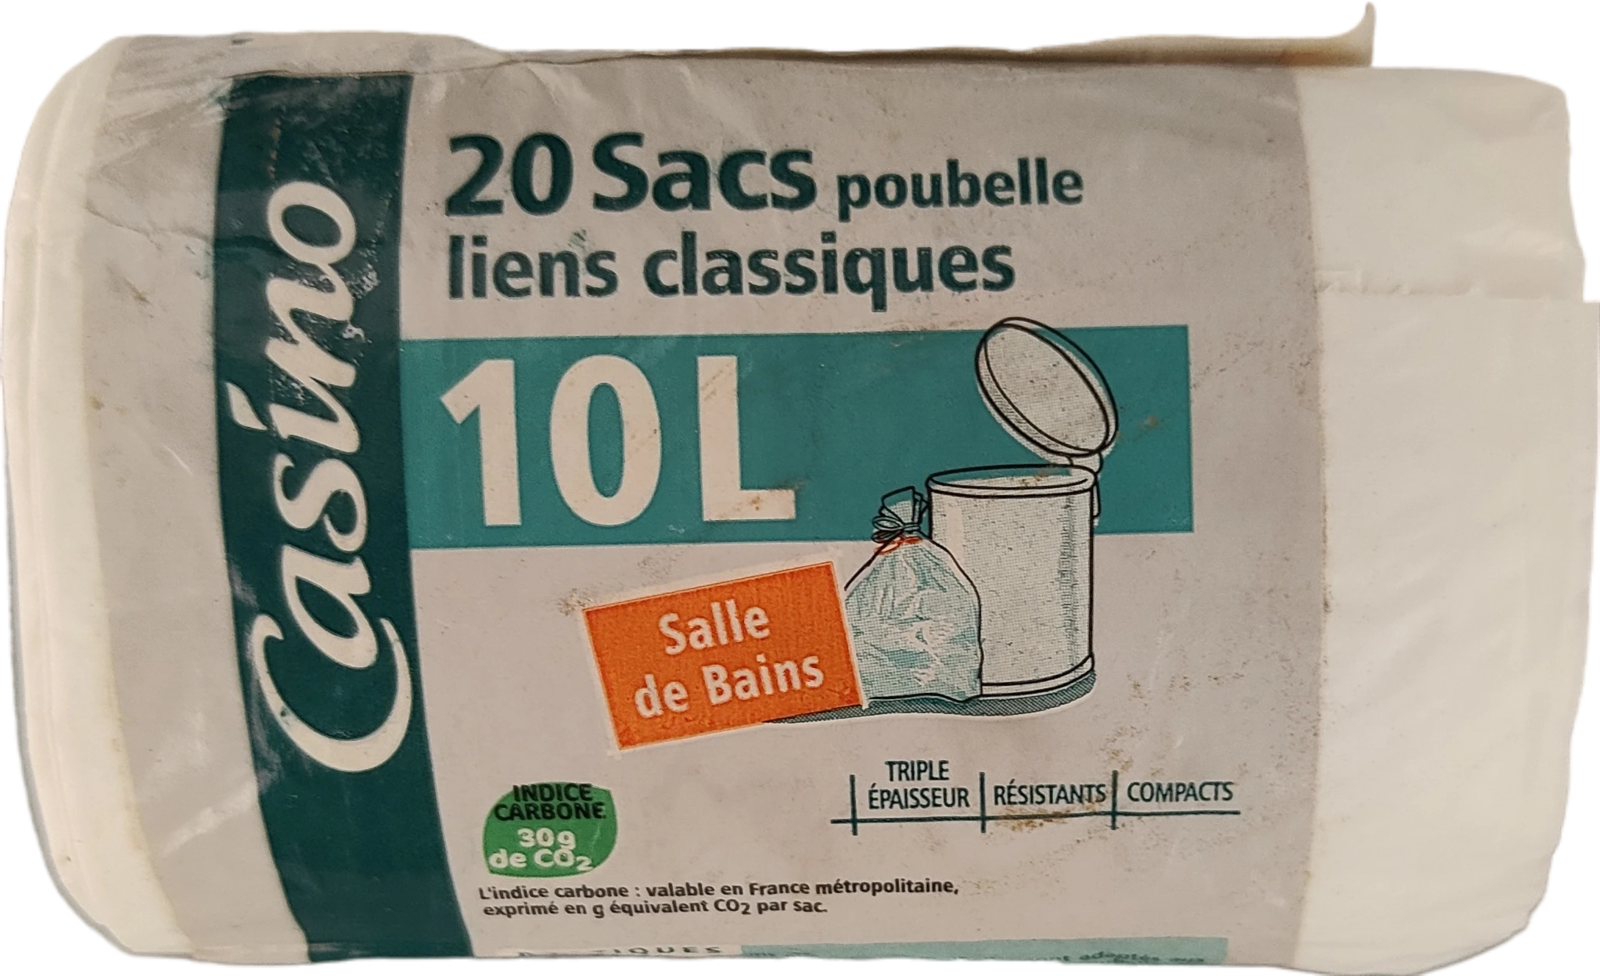 Casino
20 Sacs poubelle
liens classiques
10 L
Salle
de Bains
TRIPLE
ÉPAISSEUR RÉSISTANTS COMPACTS
INDICE
CARBONE
30g
de CO2
L'indice carbone : valable en France métropolitaine,
exprimé en g équivalent CO2 par sac.